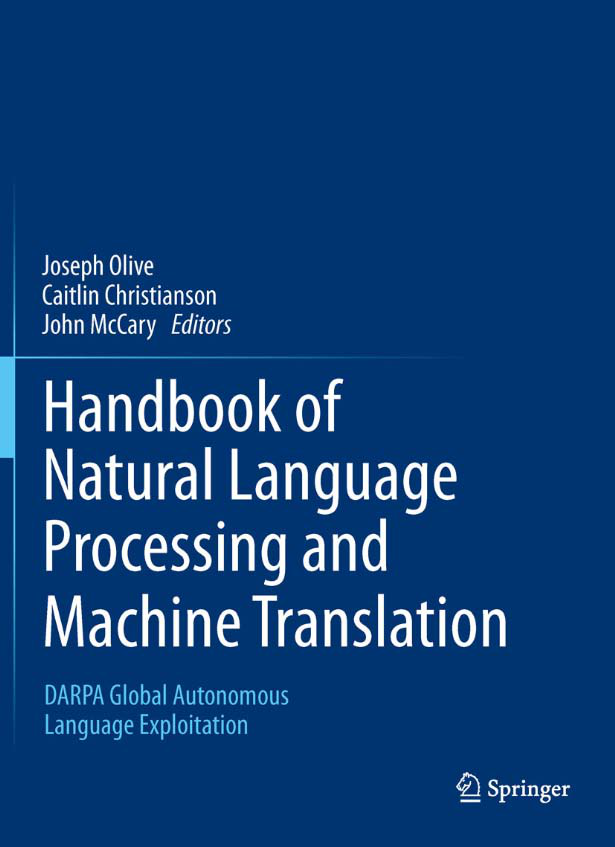 Joseph Olive
Caitlin Christianson
John McCary Editors
Handbook of
Natural Language
Processing and
Machine Translation
DARPA Global Autonomous
Language Exploitation
Springer